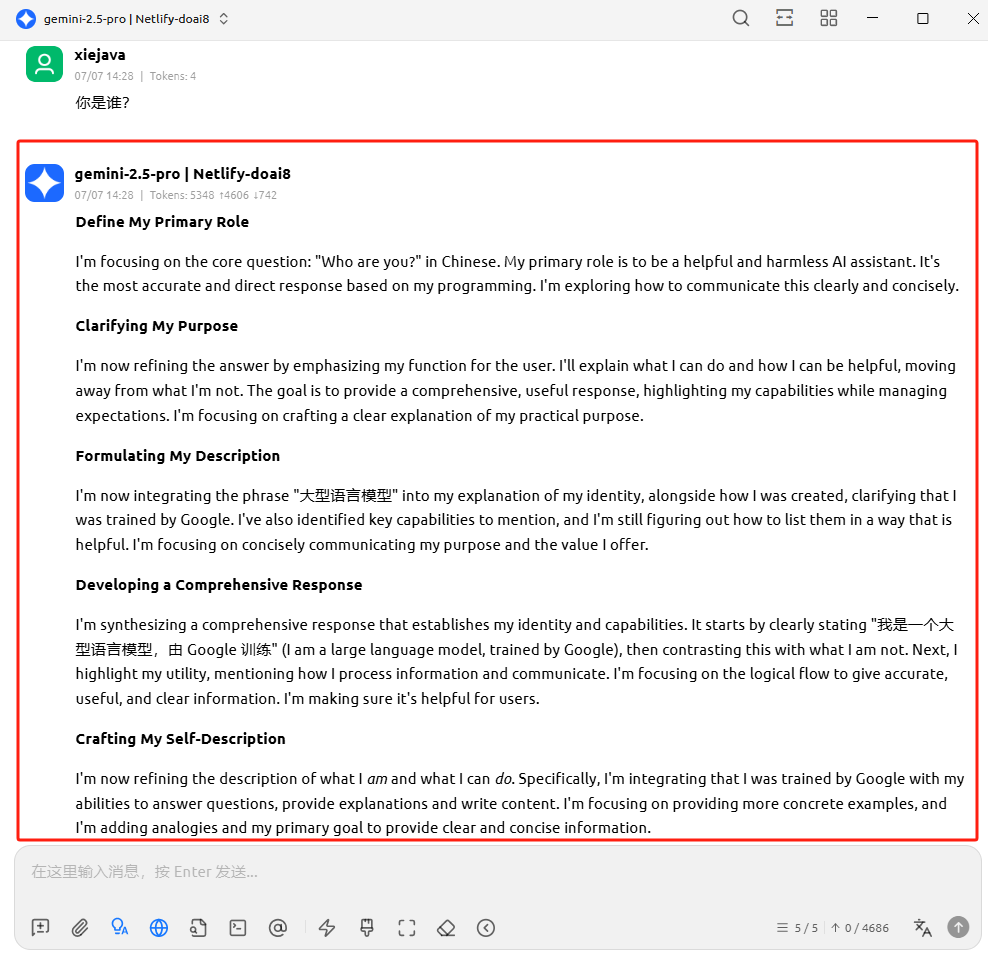 gemini-2.5-pro | Netlify-doai8
xiejava
07/07 14:28 | Tokens: 4
你是谁?
gemini-2.5-pro | Netlify-doai8
07/07 14:28 | Tokens: 5348 ↑4606 ↓742
Define My Primary Role
I'm focusing on the core question: "Who are you?" in Chinese. My primary role is to be a helpful and harmless AI assistant. It's
the most accurate and direct response based on my programming. I'm exploring how to communicate this clearly and concisely.
Clarifying My Purpose
I'm now refining the answer by emphasizing my function for the user. I'll explain what I can do and how I can be helpful, moving
away from what I'm not. The goal is to provide a comprehensive, useful response, highlighting my capabilities while managing
expectations. I'm focusing on crafting a clear explanation of my practical purpose.
Formulating My Description
I'm now integrating the phrase "大型语言模型" into my explanation of my identity, alongside how I was created, clarifying that I
was trained by Google. I've also identified key capabilities to mention, and I'm still figuring out how to list them in a way that is
helpful. I'm focusing on concisely communicating my purpose and the value I offer.
Developing a Comprehensive Response
I'm synthesizing a comprehensive response that establishes my identity and capabilities. It starts by clearly stating "我是一个大
型语言模型，由 Google 训练" (I am a large language model, trained by Google), then contrasting this with what I am not. Next, I
highlight my utility, mentioning how I process information and communicate. I'm focusing on the logical flow to give accurate,
useful, and clear information. I'm making sure it's helpful for users.
Crafting My Self-Description
I'm now refining the description of what I am and what I can do. Specifically, I'm integrating that I was trained by Google with my
abilities to answer questions, provide explanations and write content. I'm focusing on providing more concrete examples, and
I'm adding analogies and my primary goal to provide clear and concise information.
在这里输入消息，按 Enter 发送...
5 / 5 ↑ 0 / 4686